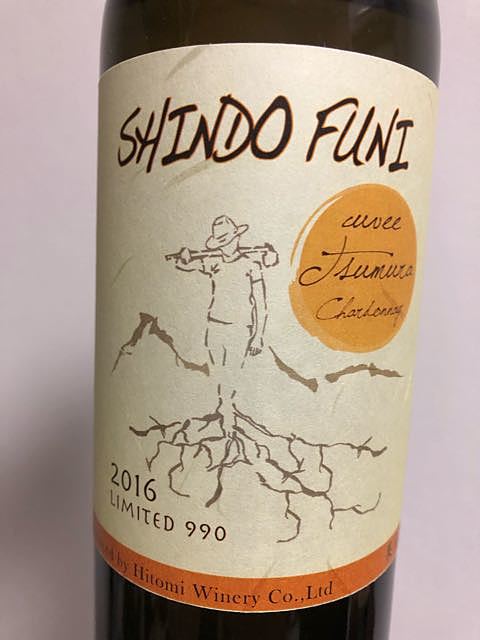 SHINDO FUNI
cuvee
Tsumura
Chardonnay
2016
LIMITED 990
by Hitomi Winery Co.,Ltd